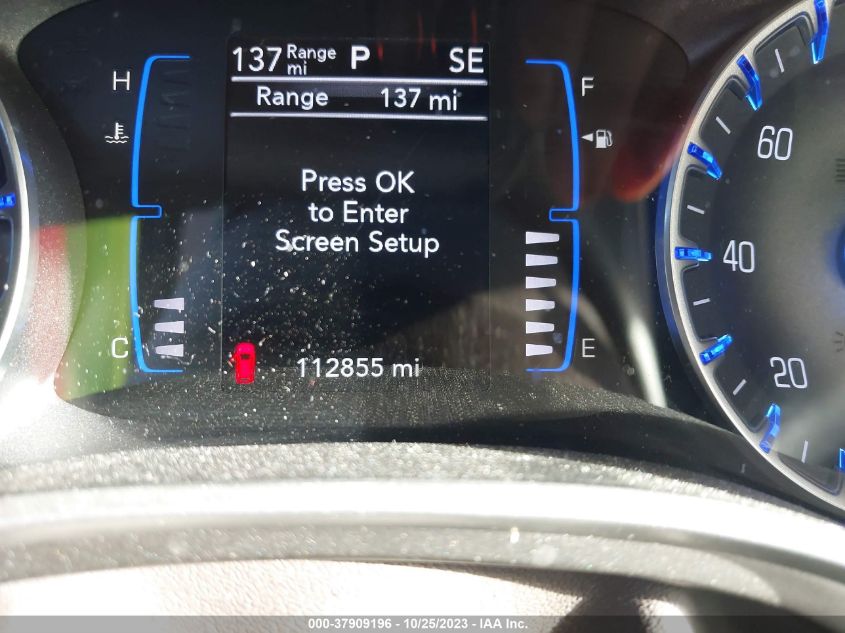 137 Range mi P SE
Range 137 mi
H
F
Press OK
to Enter
Screen Setup
60
40
20
C
E
112855 mi
000-37909196 - 10/25/2023 - IAA Inc.